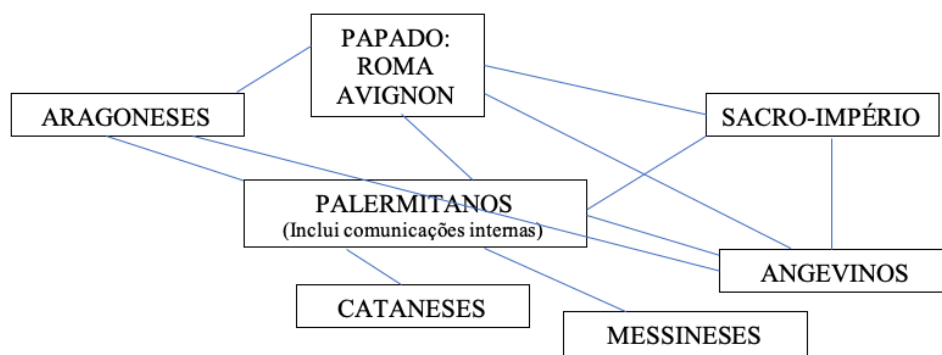 PAPADO:
ROMA
AVIGNON
ARAGONESES
SACRO-IMPÉRIO
PALERMITANOS
(Inclui comunicações internas)
ANGEVINOS
CATANESES
MESSINESES